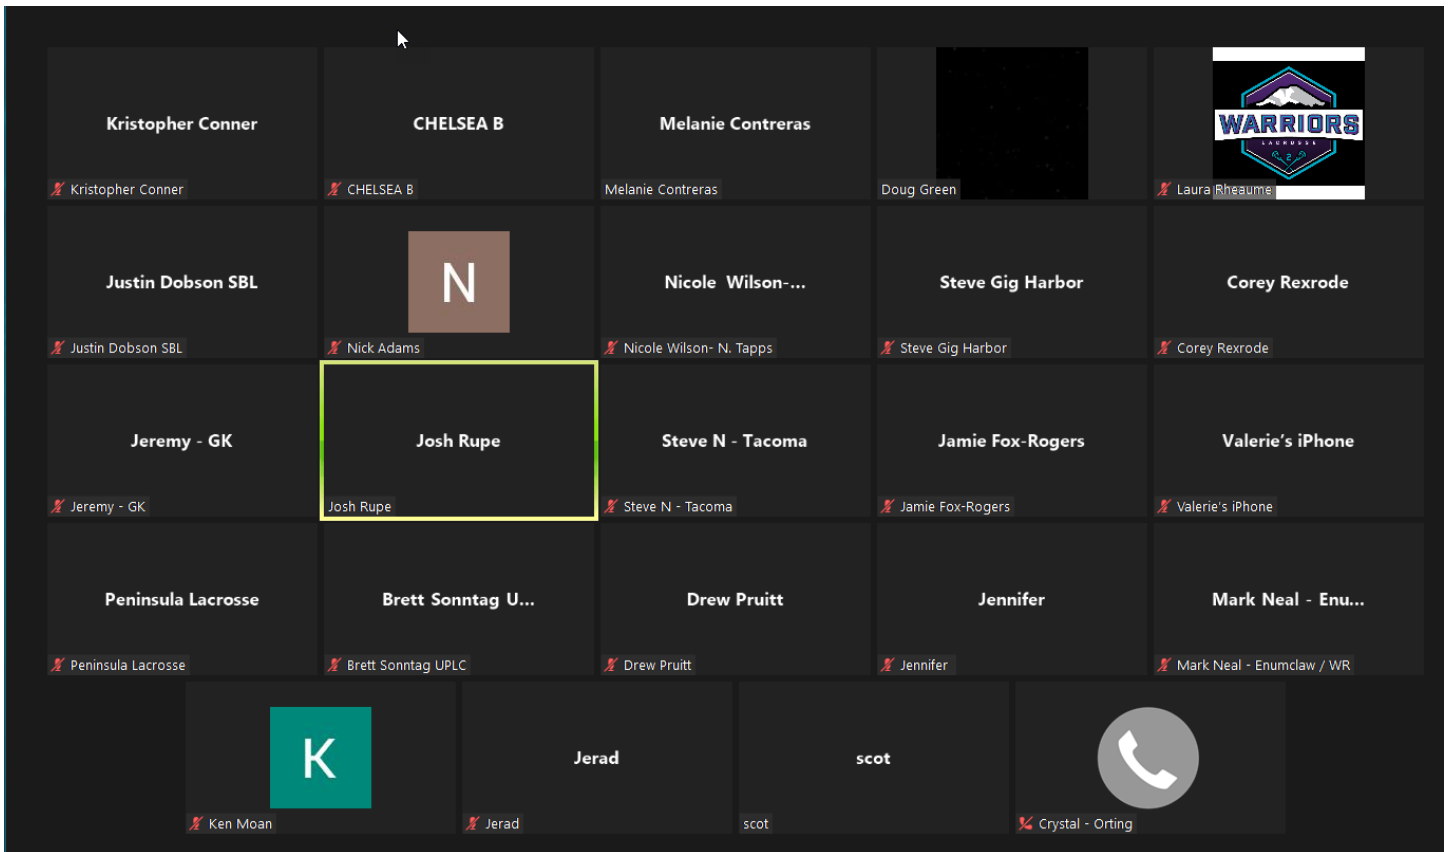 Kristopher Conner
Kristopher Conner
CHELSEA B
CHELSEA B
Melanie Contreras
Melanie Contreras
Doug Green
WARRIORS
LACROSSE
2
Laura Rheaume
Justin Dobson SBL
Justin Dobson SBL
N
Nick Adams
Nicole Wilson-...
Nicole Wilson- N. Tapps
Steve Gig Harbor
Steve Gig Harbor
Corey Rexrode
Corey Rexrode
Jeremy - GK
Jeremy - GK
Josh Rupe
Josh Rupe
Steve N - Tacoma
Steve N - Tacoma
Jamie Fox-Rogers
Jamie Fox-Rogers
Valerie’s iPhone
Valerie's iPhone
Peninsula Lacrosse
Peninsula Lacrosse
Brett Sonntag U...
Brett Sonntag UPLC
Drew Pruitt
Drew Pruitt
Jennifer
Jennifer
Mark Neal - Enu...
Mark Neal - Enumclaw / WR
K
Ken Moan
Jerad
Jerad
scot
scot
Crystal - Orting